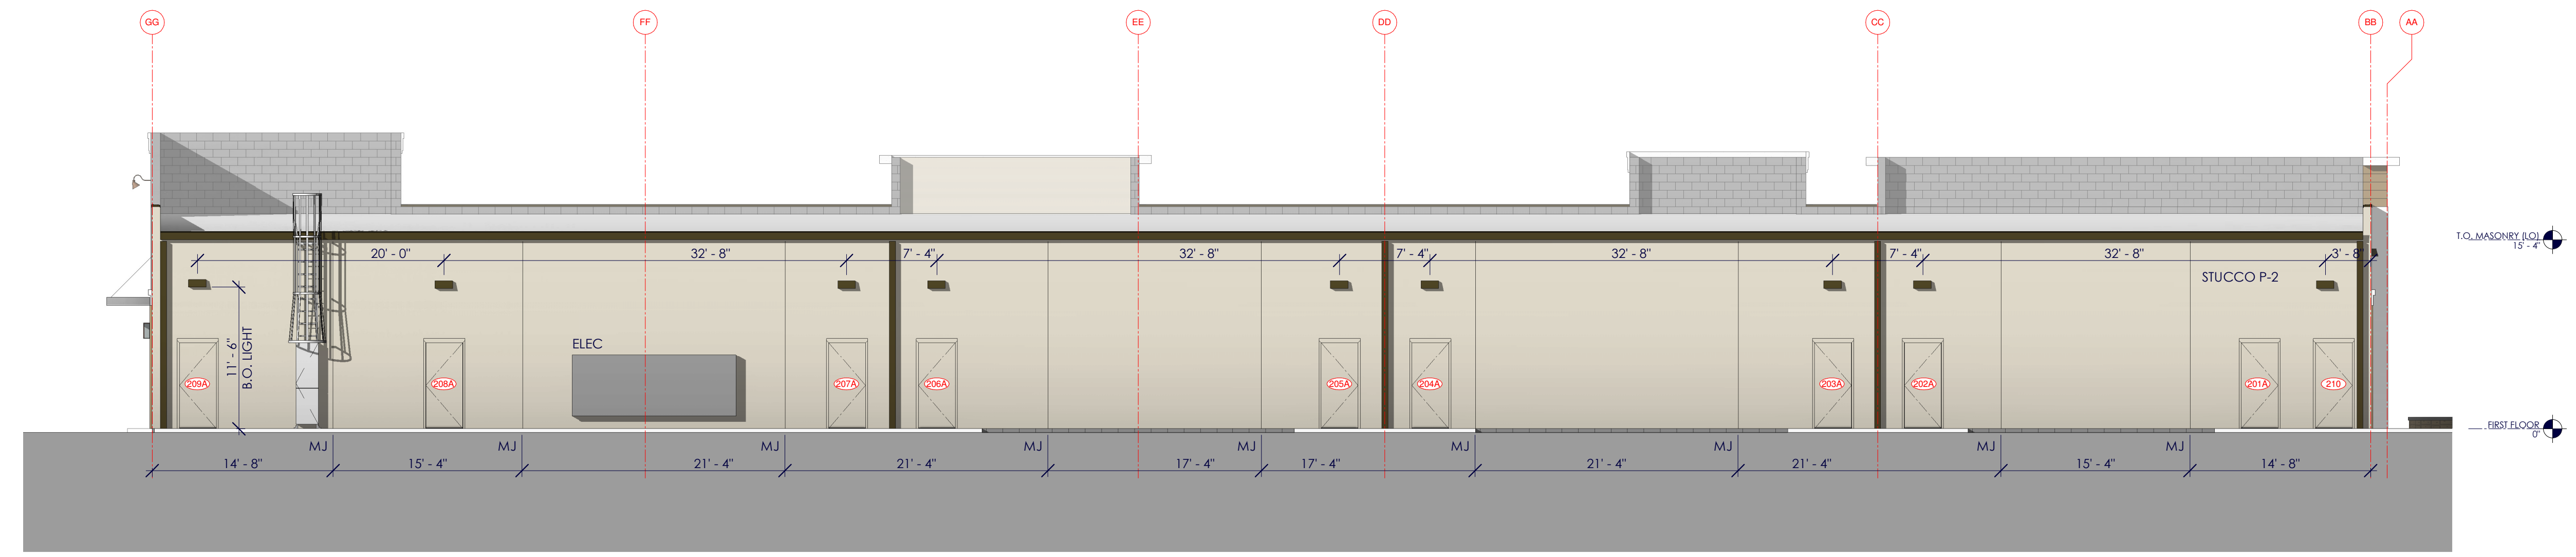 GG FF EE DD CC BB AA
T.O. MASONRY (LO)
15' - 4"
20' - 0" 32' - 8" 7' - 4" 32' - 8" 7' - 4" 32' - 8" 7' - 4" 32' - 8" 3' - 8"
STUCCO P-2
11' - 6"
B.O. LIGHT
ELEC
209A 208A 207A 206A 205A 204A 203A 202A 201A 210
FIRST FLOOR
0"
MJ MJ MJ MJ MJ MJ MJ MJ MJ
14' - 8" 15' - 4" 21' - 4" 21' - 4" 17' - 4" 17' - 4" 21' - 4" 21' - 4" 15' - 4" 14' - 8"